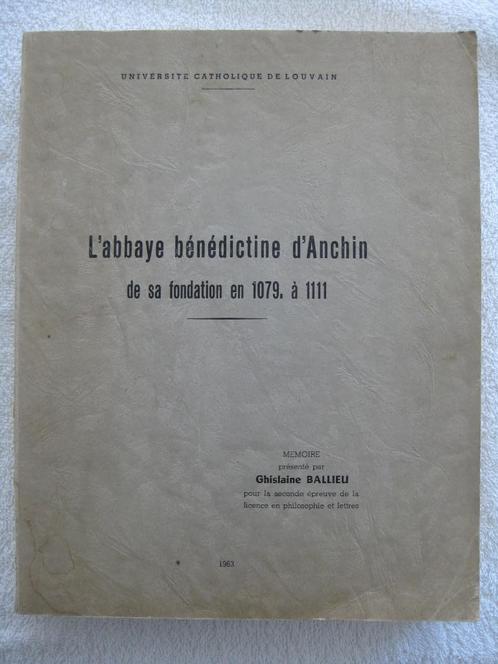 UNIVERSITE CATHOLIQUE DE LOUVAIN
L'abbaye bénédictine d'Anchin
de sa fondation en 1079. à 1111
MEMOIRE
présenté par
Ghislaine BALLIEU
pour la seconde épreuve de la
licence en philosophie et lettres
1963